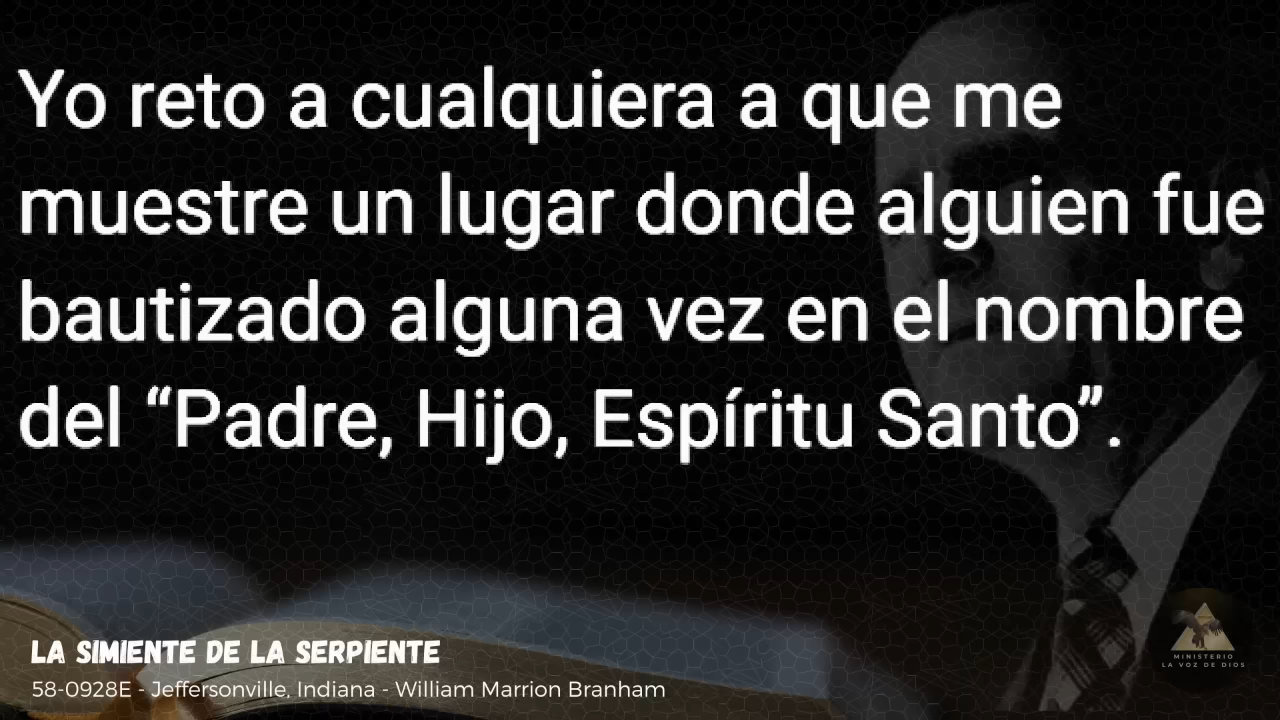 Yo reto a cualquiera a que me
muestre un lugar donde alguien fue
bautizado alguna vez en el nombre
del “Padre, Hijo, Espíritu Santo”.
LA SIMIENTE DE LA SERPIENTE
58-0928E - Jeffersonville, Indiana - William Marrion Branham
MINISTERIO
LA VOZ DE DIOS